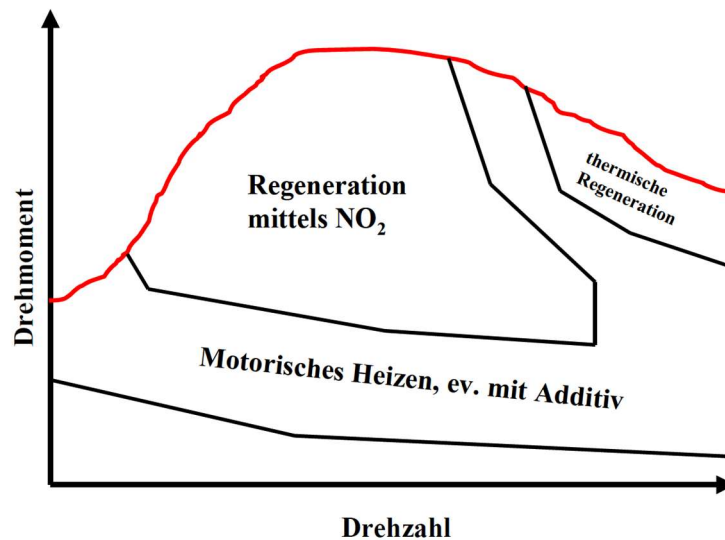 Drehmoment
Regeneration
mittels NO₂
thermische
Regeneration
Motorisches Heizen, ev. mit Additiv
Drehzahl